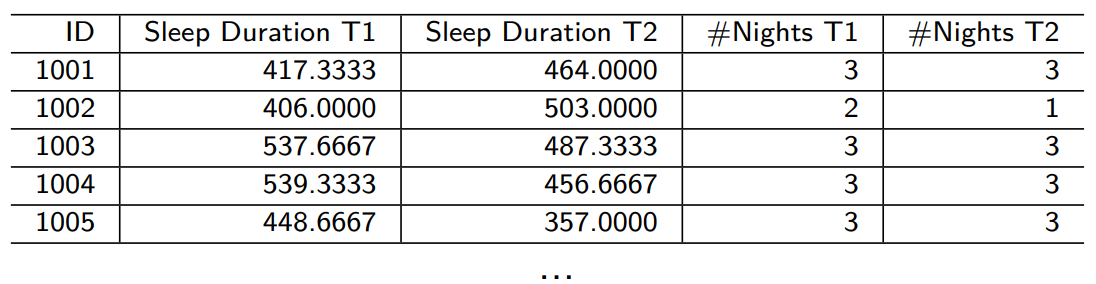 ID Sleep Duration T1 Sleep Duration T2 #Nights T1 #Nights T2
1001 417.3333 464.0000 3 3
1002 406.0000 503.0000 2 1
1003 537.6667 487.3333 3 3
1004 539.3333 456.6667 3 3
1005 448.6667 357.0000 3 3
...